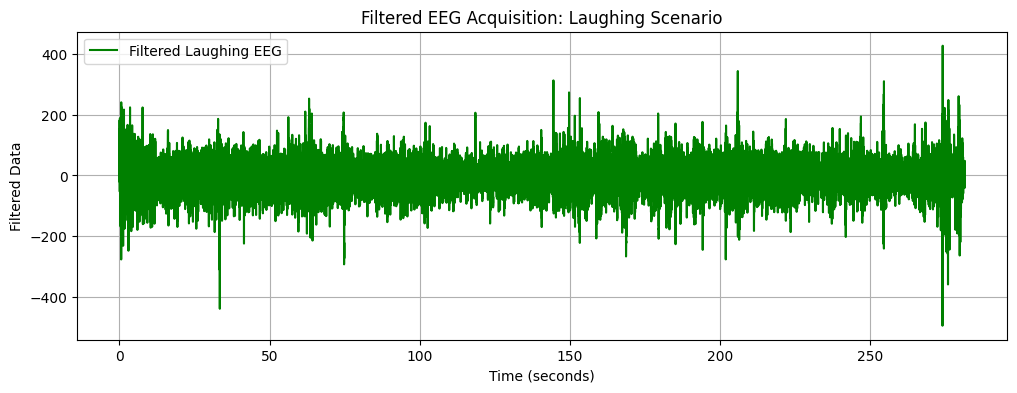 Filtered EEG Acquisition: Laughing Scenario
Filtered Laughing EEG
400
200
0
−200
−400
Filtered Data
0 50 100 150 200 250
Time (seconds)